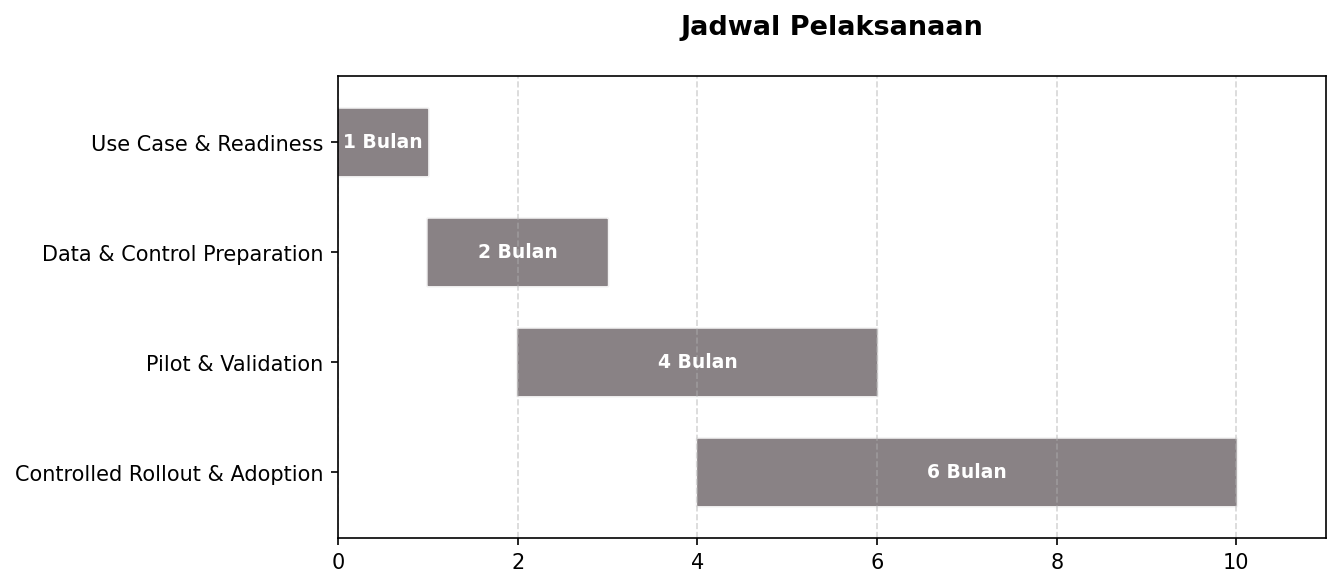 Jadwal Pelaksanaan
Use Case & Readiness
1 Bulan
Data & Control Preparation
2 Bulan
Pilot & Validation
4 Bulan
Controlled Rollout & Adoption
6 Bulan
0 2 4 6 8 10